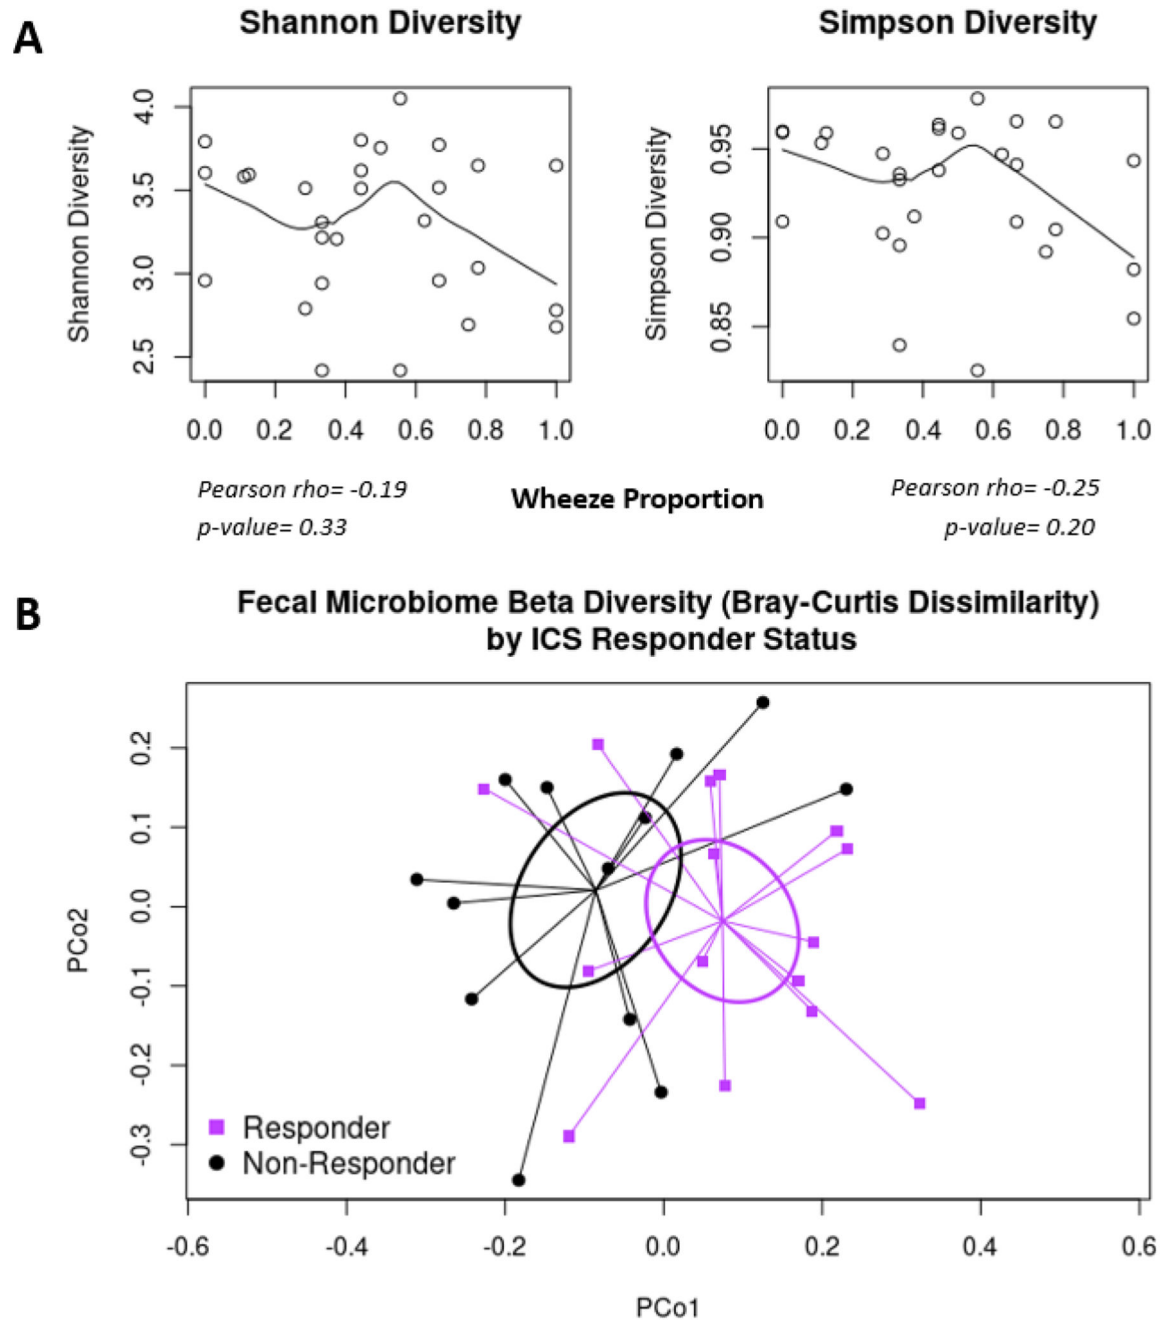 A
Shannon Diversity
Simpson Diversity
Shannon Diversity
4.0
3.5
3.0
2.5
0.0 0.2 0.4 0.6 0.8 1.0
Simpson Diversity
0.95
0.90
0.85
0.0 0.2 0.4 0.6 0.8 1.0
Pearson rho= -0.19
p-value= 0.33
Wheeze Proportion
Pearson rho= -0.25
p-value= 0.20
B
Fecal Microbiome Beta Diversity (Bray-Curtis Dissimilarity)
by ICS Responder Status
PCo2
0.2
0.1
0.0
-0.1
-0.2
-0.3
Responder
Non-Responder
-0.6 -0.4 -0.2 0.0 0.2 0.4 0.6
PCo1